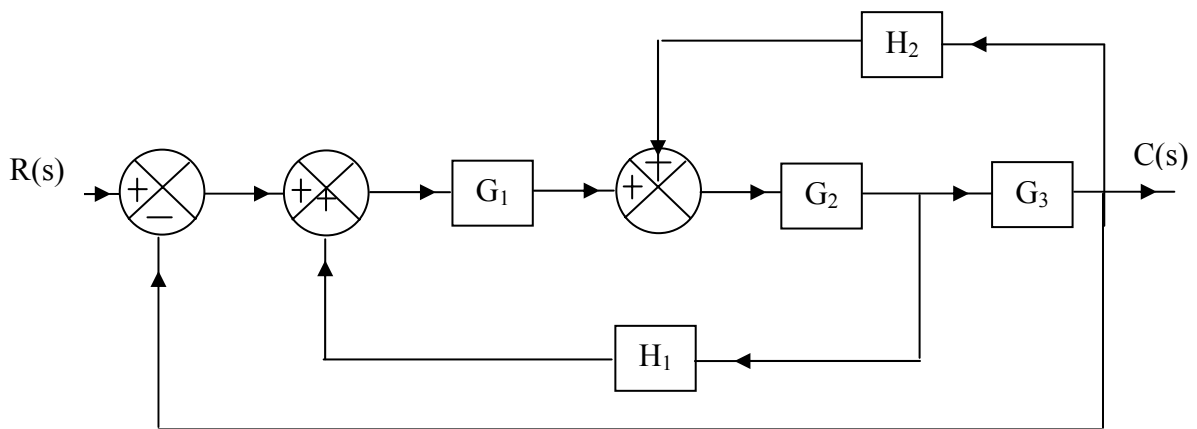 H₂
R(s)
+
−
+
+
G₁
+
−
G₂
G₃
C(s)
H₁